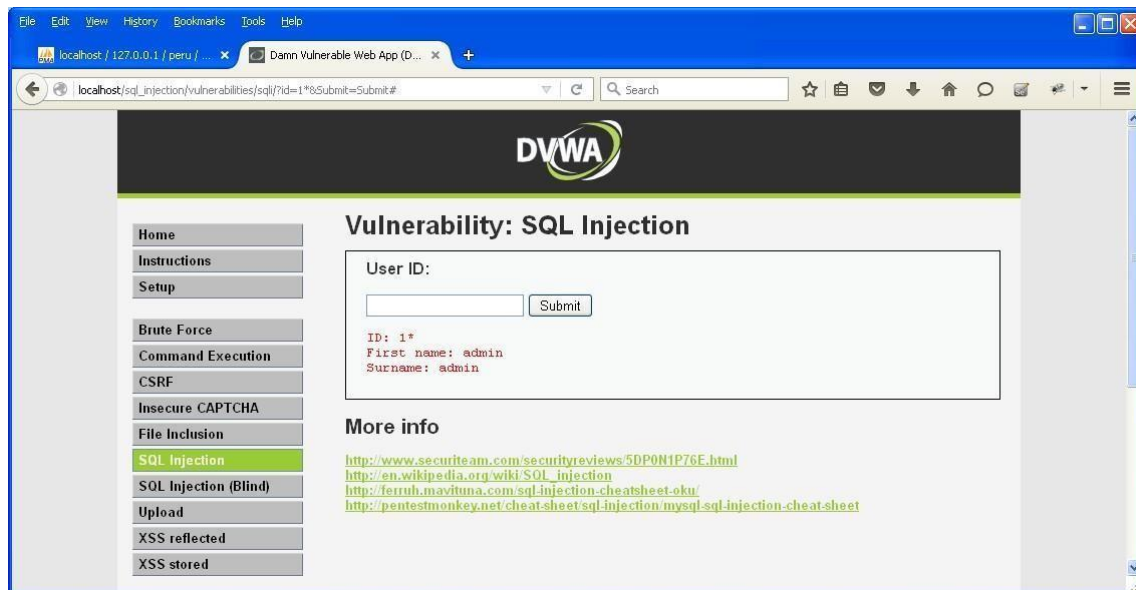 File Edit View History Bookmarks Tools Help
localhost / 127.0.0.1 / peru / ... × Damn Vulnerable Web App (D... × +
localhost/sql_injection/vulnerabilities/sqli/?id=1*&Submit=Submit# Search
DVWA
Home
Instructions
Setup
Brute Force
Command Execution
CSRF
Insecure CAPTCHA
File Inclusion
SQL Injection
SQL Injection (Blind)
Upload
XSS reflected
XSS stored
Vulnerability: SQL Injection
User ID:
Submit
ID: 1*
First name: admin
Surname: admin
More info
http://www.securiteam.com/securityreviews/5DP0N1P76E.html
http://en.wikipedia.org/wiki/SQL_injection
http://ferruh.mavituna.com/sql-injection-cheatsheet-oku/
http://pentestmonkey.net/cheat-sheet/sql-injection/mysql-sql-injection-cheat-sheet